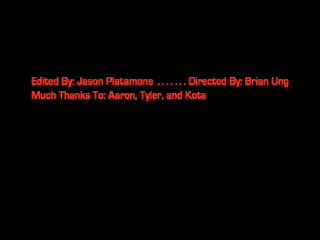 Edited By: Jason Platamone ....... Directed By: Brian Ung
Much Thanks To: Aaron, Tyler, and Kota